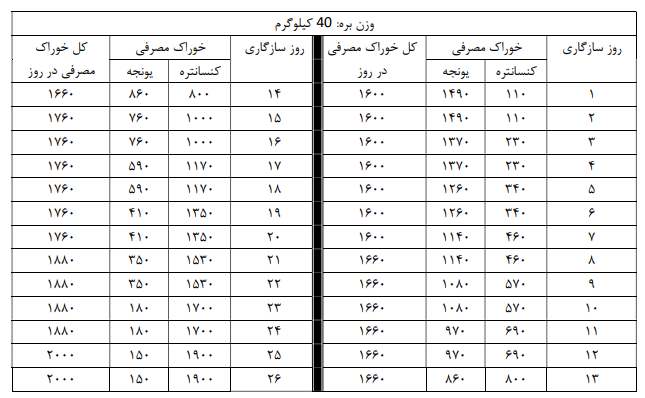 وزن بره: 40 کیلوگرم
روز سازگاری خوراک مصرفی کل خوراک مصرفی در روز روز سازگاری خوراک مصرفی کل خوراک مصرفی در روز
کنسانتره یونجه کنسانتره یونجه
۱ ۱۱۰ ۱۴۹۰ ۱۶۰۰ ۱۴ ۸۰۰ ۸۶۰ ۱۶۶۰
۲ ۱۱۰ ۱۴۹۰ ۱۶۰۰ ۱۵ ۱۰۰۰ ۷۶۰ ۱۷۶۰
۳ ۲۳۰ ۱۳۷۰ ۱۶۰۰ ۱۶ ۱۰۰۰ ۷۶۰ ۱۷۶۰
۴ ۲۳۰ ۱۳۷۰ ۱۶۰۰ ۱۷ ۱۱۷۰ ۵۹۰ ۱۷۶۰
۵ ۳۴۰ ۱۲۶۰ ۱۶۰۰ ۱۸ ۱۱۷۰ ۵۹۰ ۱۷۶۰
۶ ۳۴۰ ۱۲۶۰ ۱۶۰۰ ۱۹ ۱۳۵۰ ۴۱۰ ۱۷۶۰
۷ ۴۶۰ ۱۱۴۰ ۱۶۰۰ ۲۰ ۱۳۵۰ ۴۱۰ ۱۷۶۰
۸ ۴۶۰ ۱۱۴۰ ۱۶۶۰ ۲۱ ۱۵۳۰ ۳۵۰ ۱۸۸۰
۹ ۵۷۰ ۱۰۸۰ ۱۶۶۰ ۲۲ ۱۵۳۰ ۳۵۰ ۱۸۸۰
۱۰ ۵۷۰ ۱۰۸۰ ۱۶۶۰ ۲۳ ۱۷۰۰ ۱۸۰ ۱۸۸۰
۱۱ ۶۹۰ ۹۷۰ ۱۶۶۰ ۲۴ ۱۷۰۰ ۱۸۰ ۱۸۸۰
۱۲ ۶۹۰ ۹۷۰ ۱۶۶۰ ۲۵ ۱۹۰۰ ۱۵۰ ۲۰۰۰
۱۳ ۸۰۰ ۸۶۰ ۱۶۶۰ ۲۶ ۱۹۰۰ ۱۵۰ ۲۰۰۰